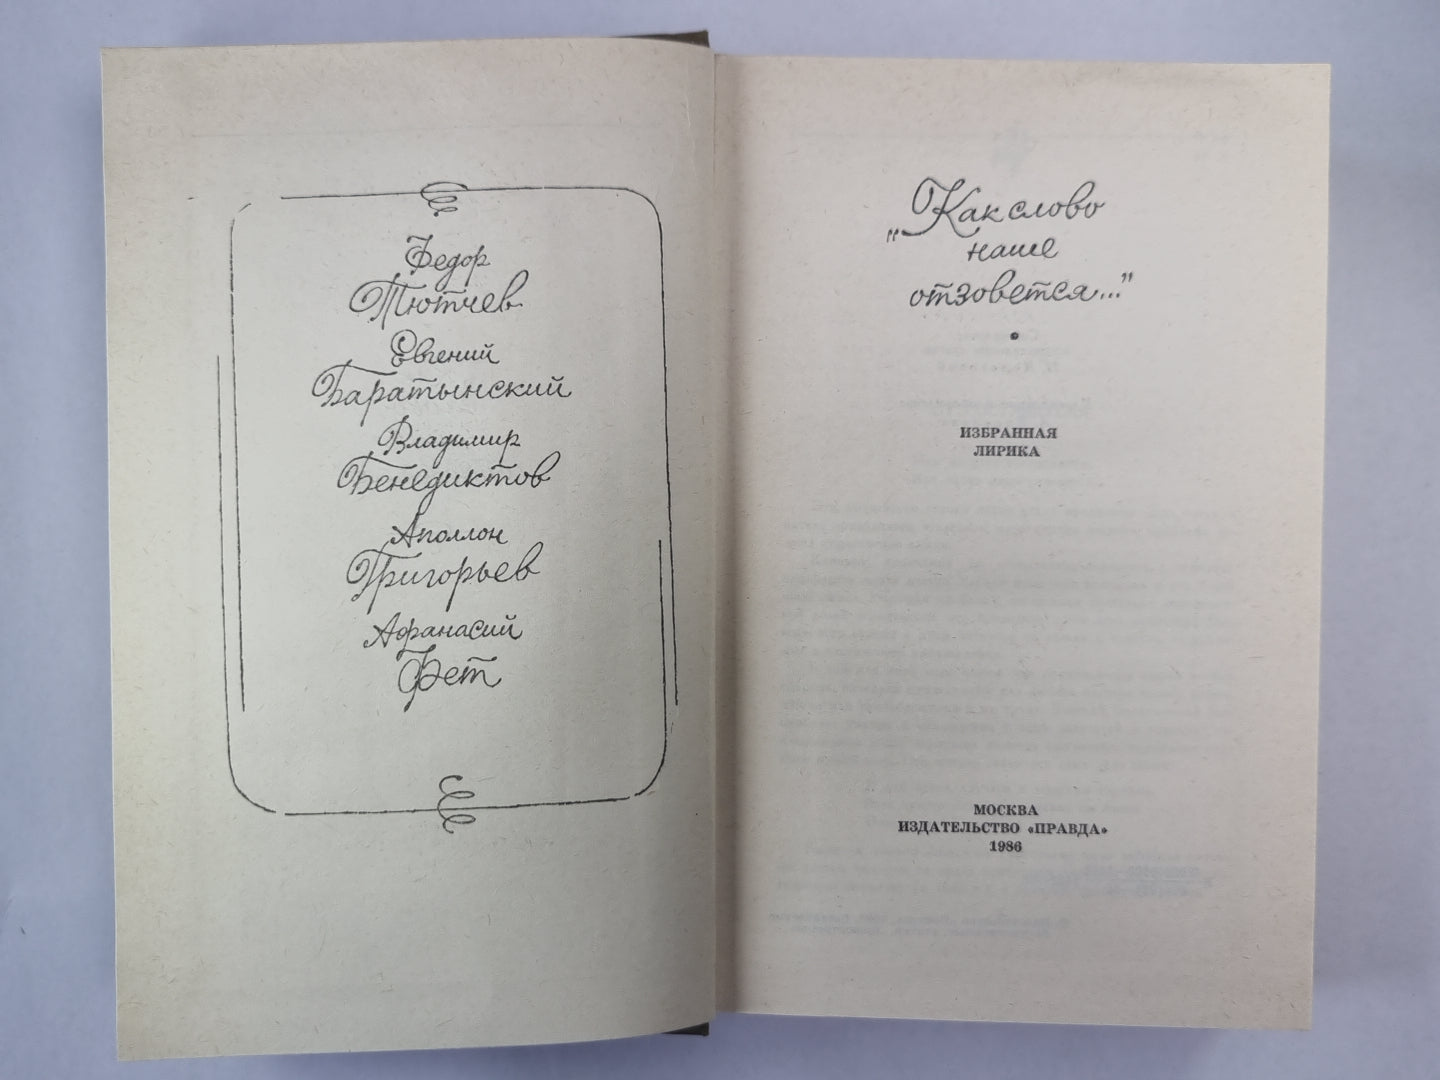 Федор
Тютчев
Евгений
Баратынский
Владимир
Бенедиктов
Аполлон
Григорьев
Афанасий
Фет
„Как слово
наше
отзовется..."
ИЗБРАННАЯ
ЛИРИКА
МОСКВА
ИЗДАТЕЛЬСТВО «ПРАВДА»
1986